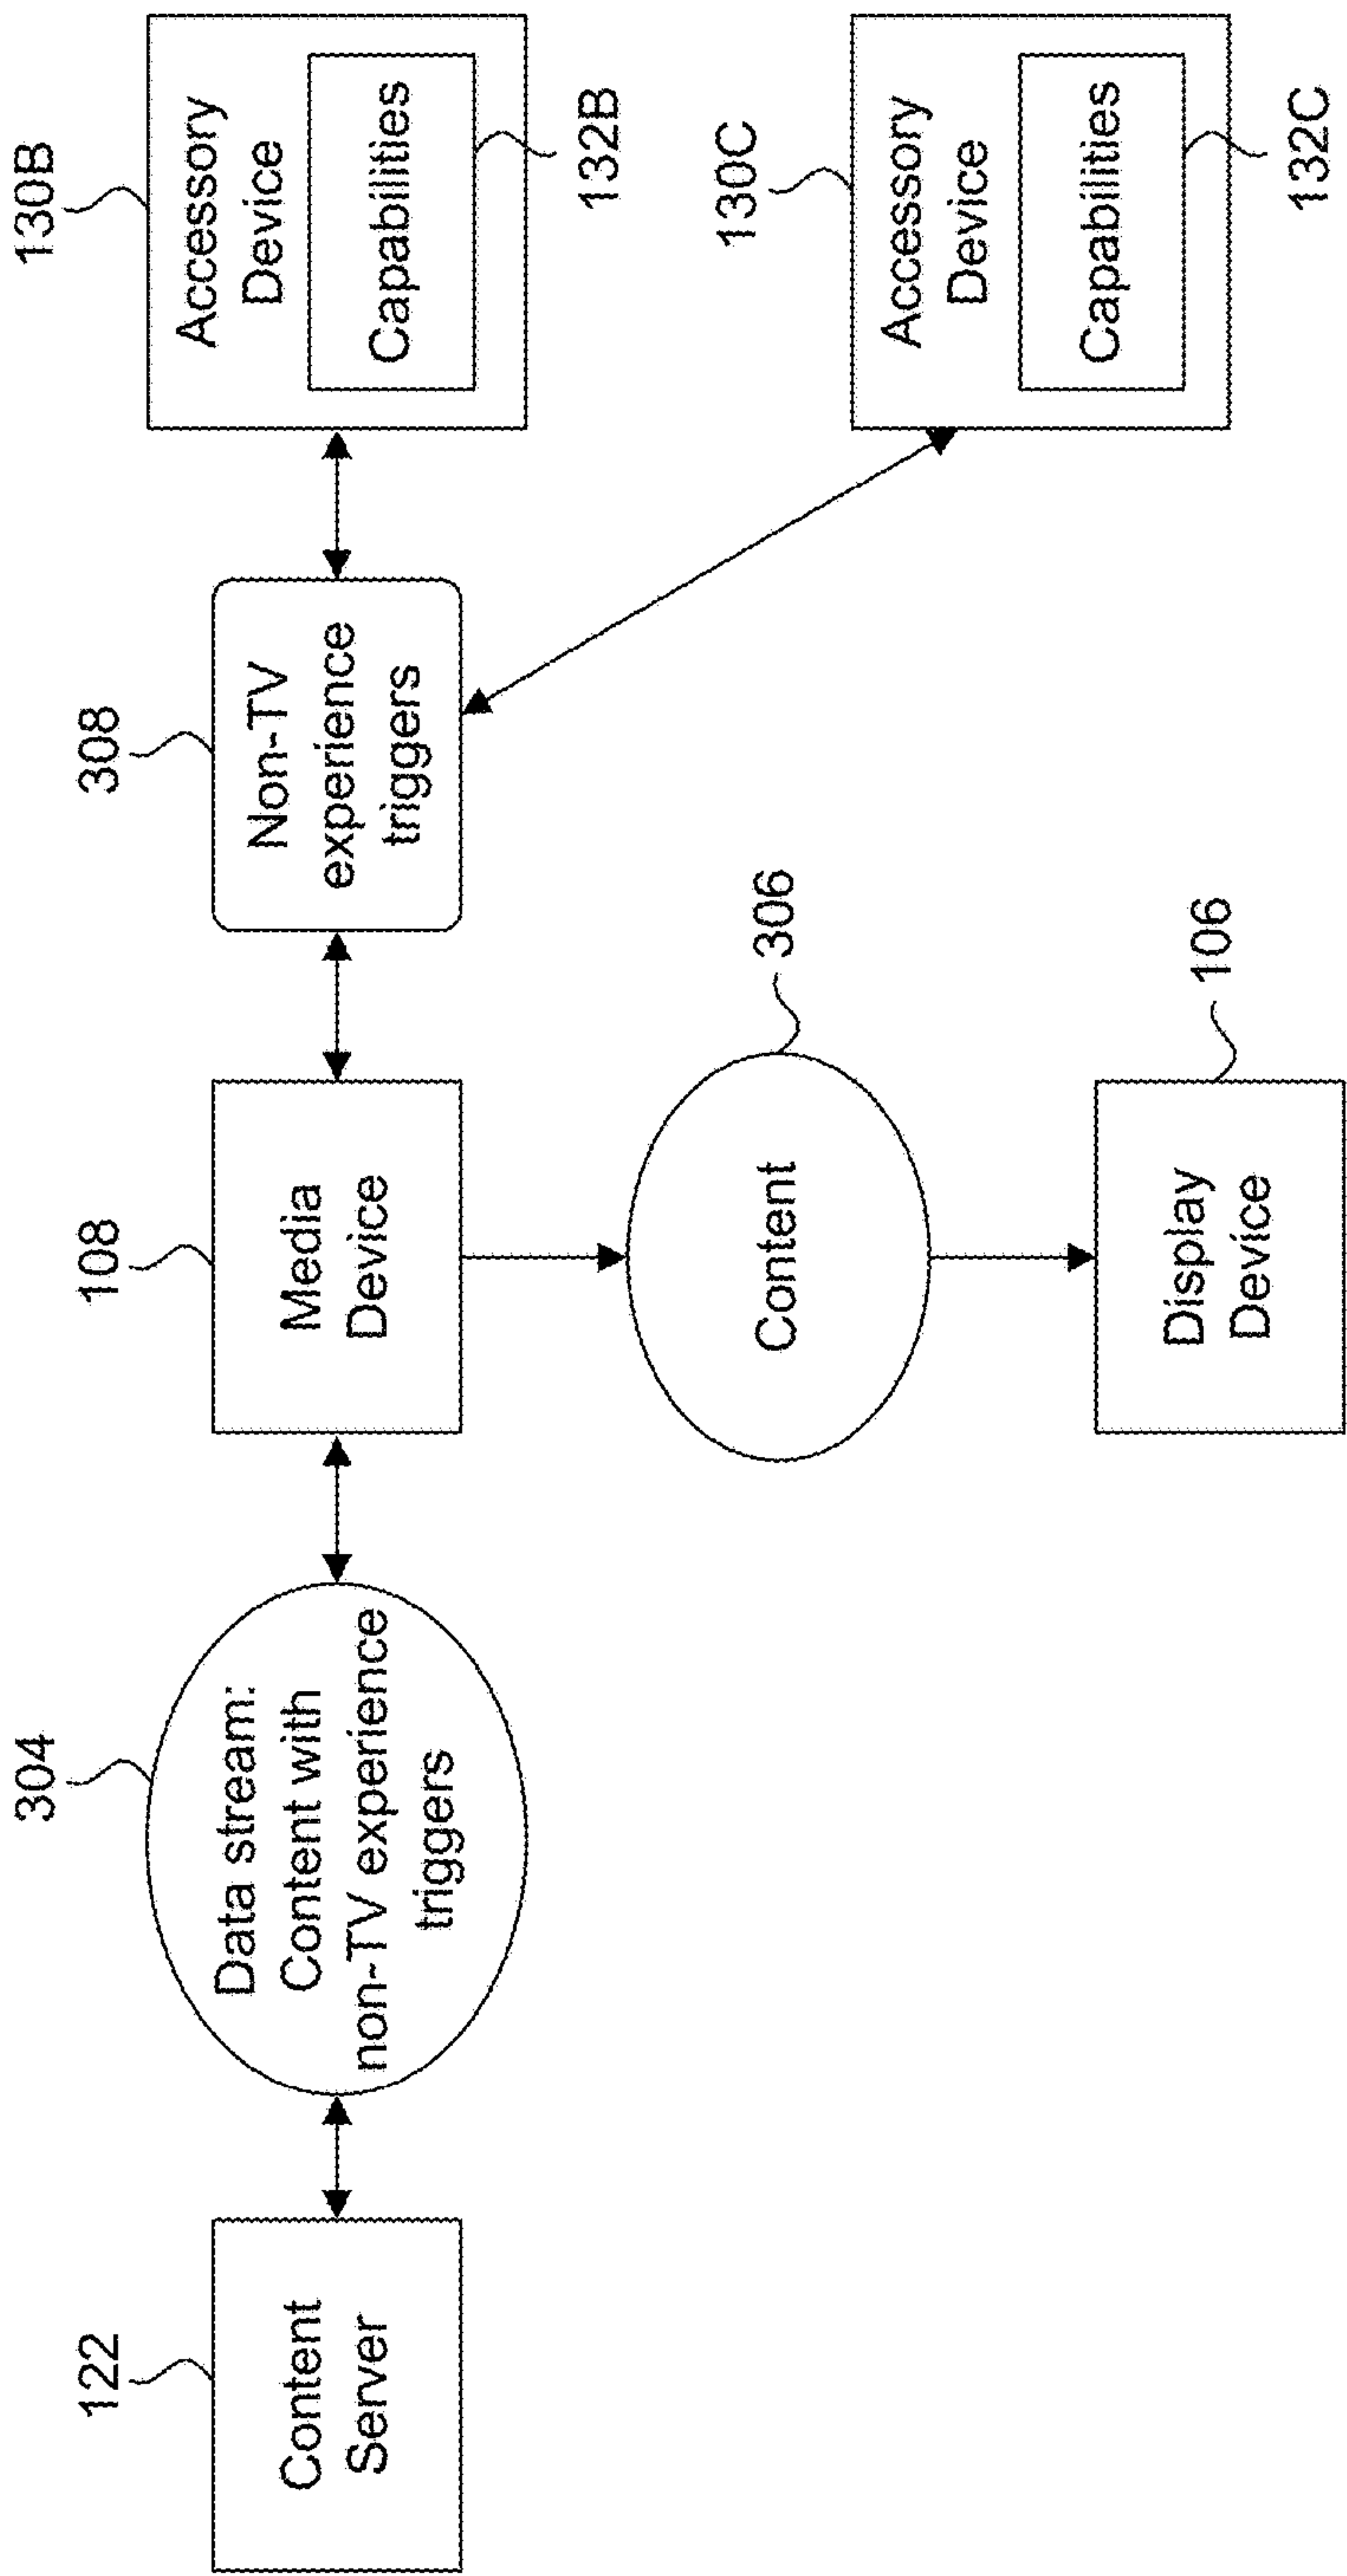 122
Content
Server
304
Data stream:
Content with
non-TV experience
triggers
108
Media
Device
308
Non-TV
experience
triggers
130B
Accessory
Device
Capabilities
132B
306
Content
106
Display
Device
130C
Accessory
Device
Capabilities
132C